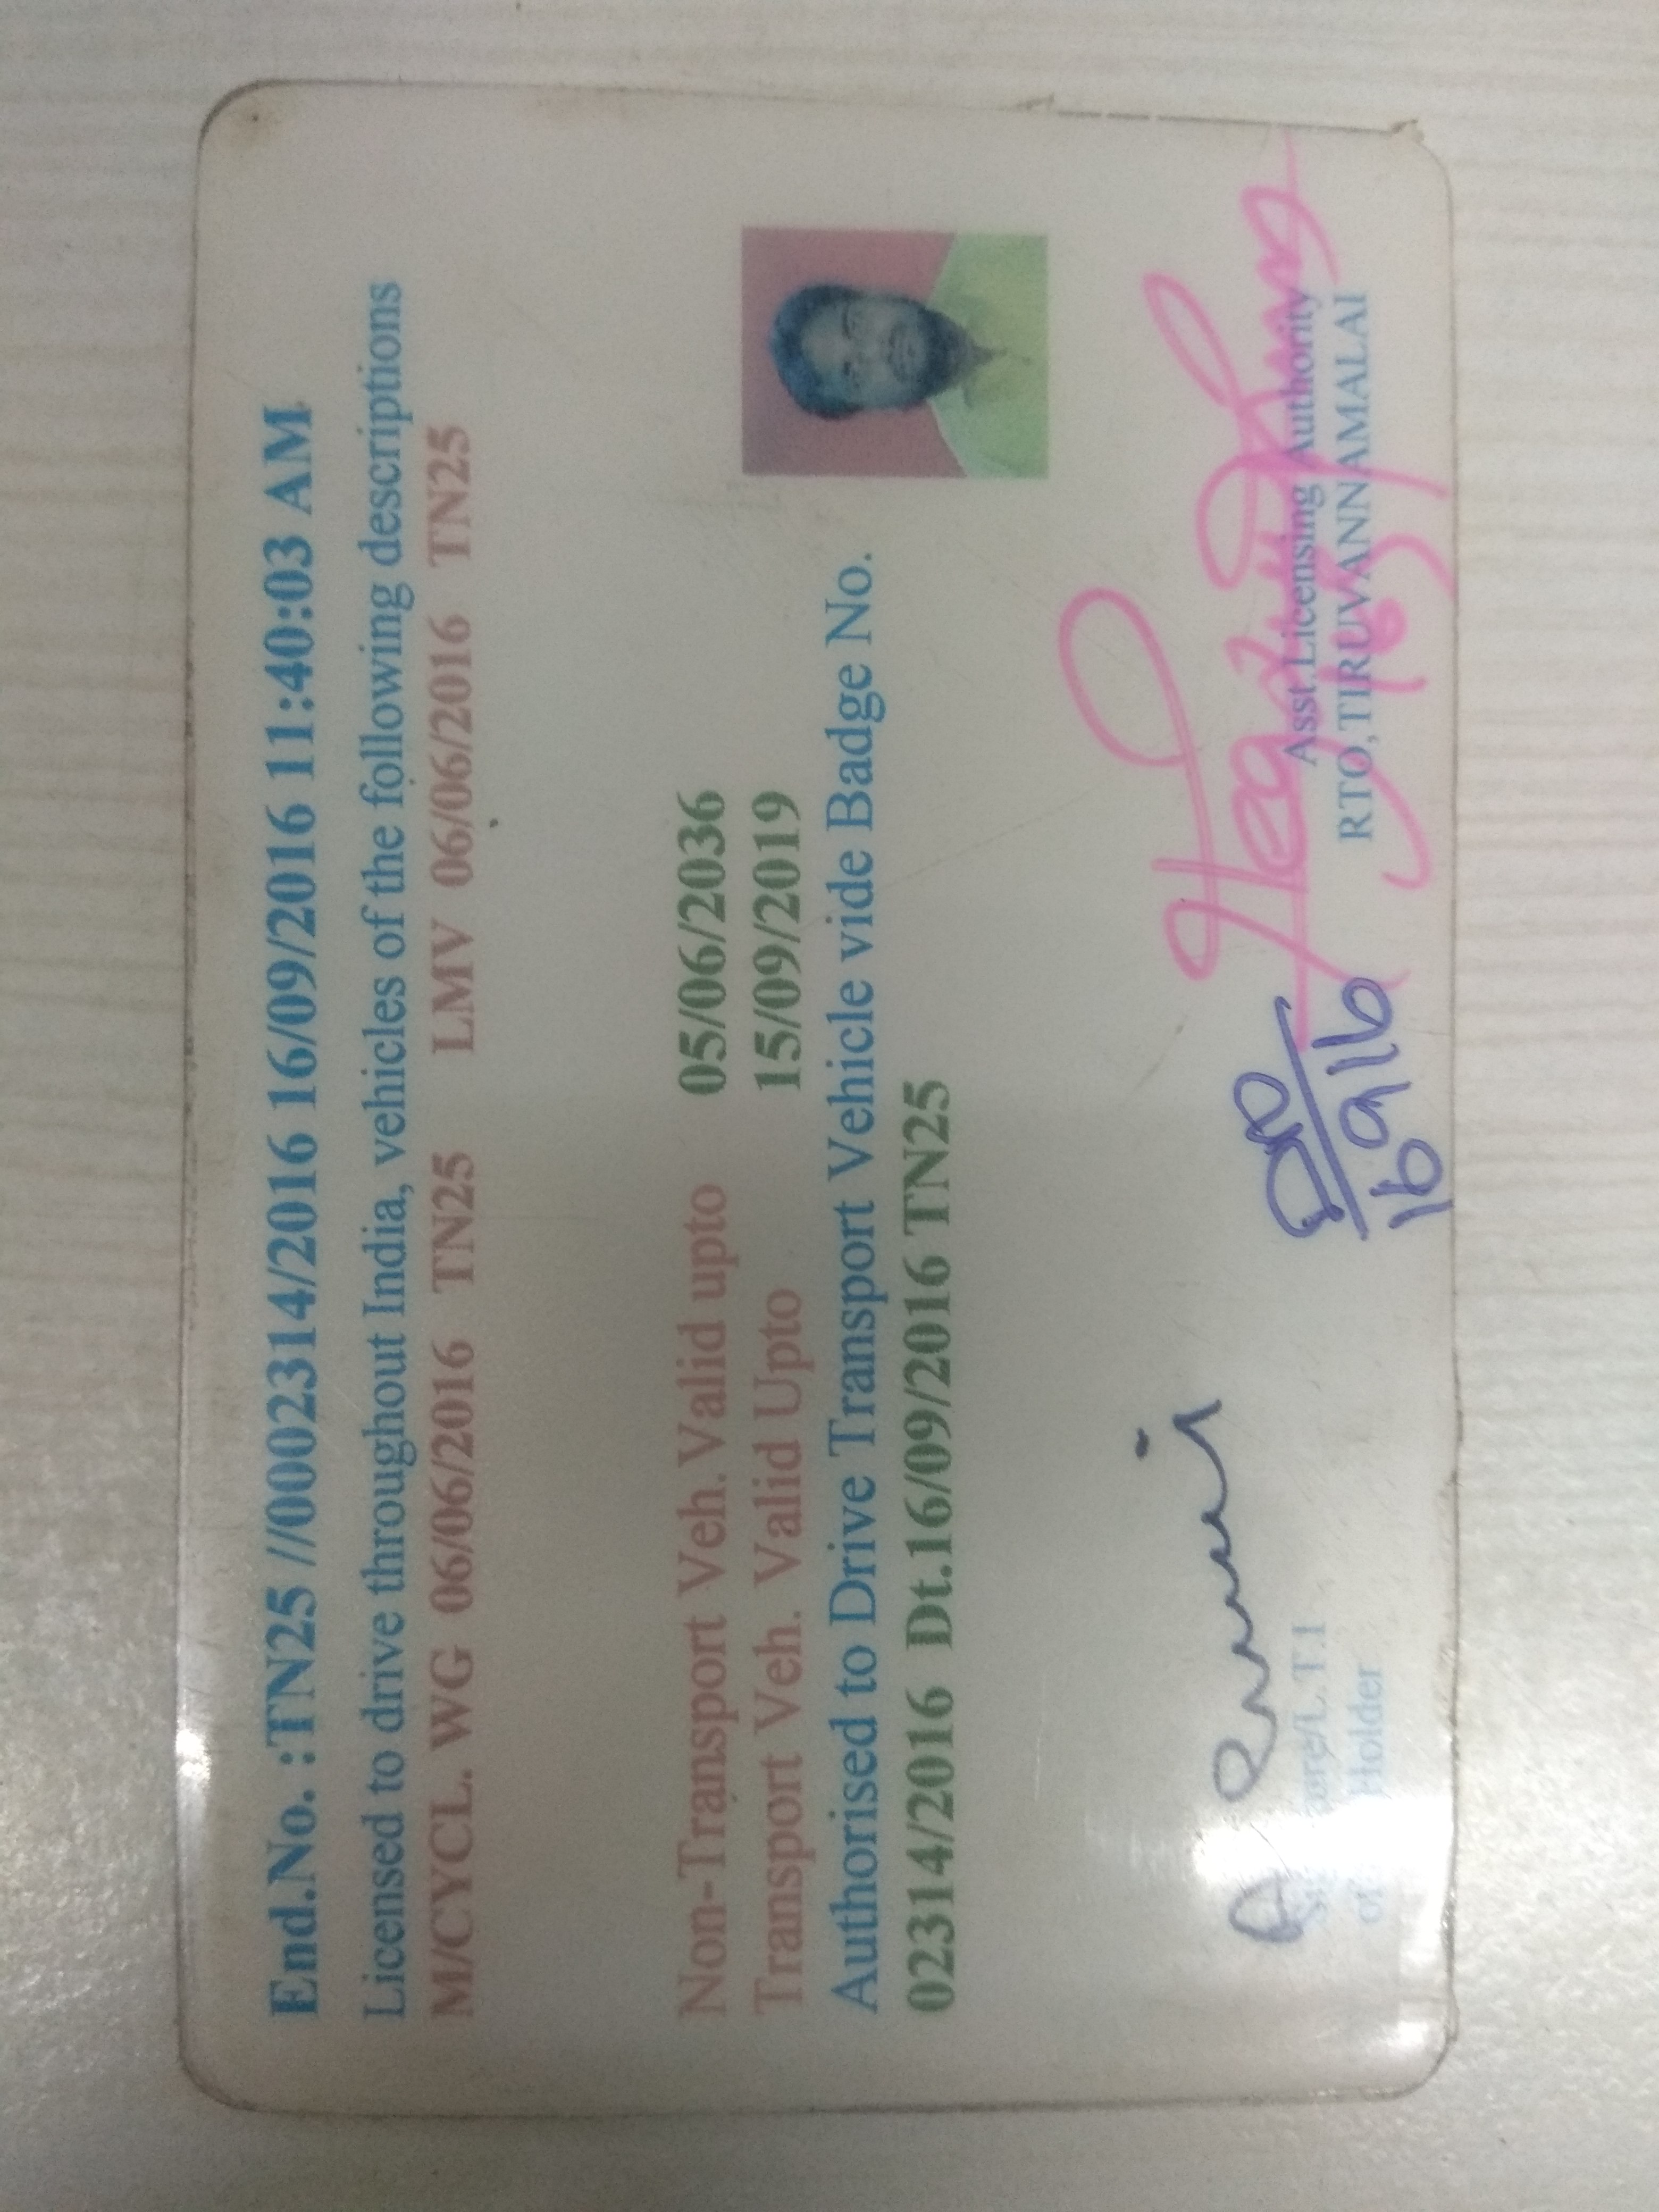 End.No. :TN25 //0002314/2016 16/09/2016 11:40:03 AM
Licensed to drive throughout India, vehicles of the following descriptions
M/CYCL. WG 06/06/2016 TN25 LMV 06/06/2016 TN25
Non-Transport Veh.Valid upto 05/06/2036
Transport Veh. Valid Upto 15/09/2019
Authorised to Drive Transport Vehicle vide Badge No.
02314/2016 Dt.16/09/2016 TN25
16 9 116
Asst.Licensing Authority
RTO,TIRUVANNAMALAI
Holder